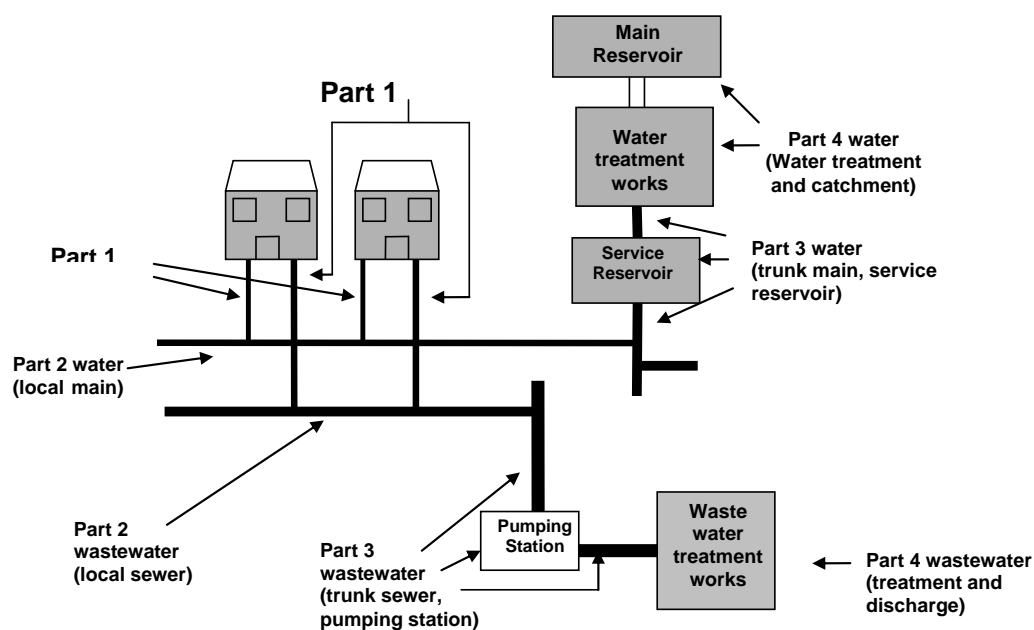 Main
Reservoir
Part 1
Water
treatment
works
Part 4 water
(Water treatment
and catchment)
Part 1
Service
Reservoir
Part 3 water
(trunk main, service
reservoir)
Part 2 water
(local main)
Part 2
wastewater
(local sewer)
Part 3
wastewater
(trunk sewer,
pumping station)
Pumping
Station
Waste
water
treatment
works
Part 4 wastewater
(treatment and
discharge)